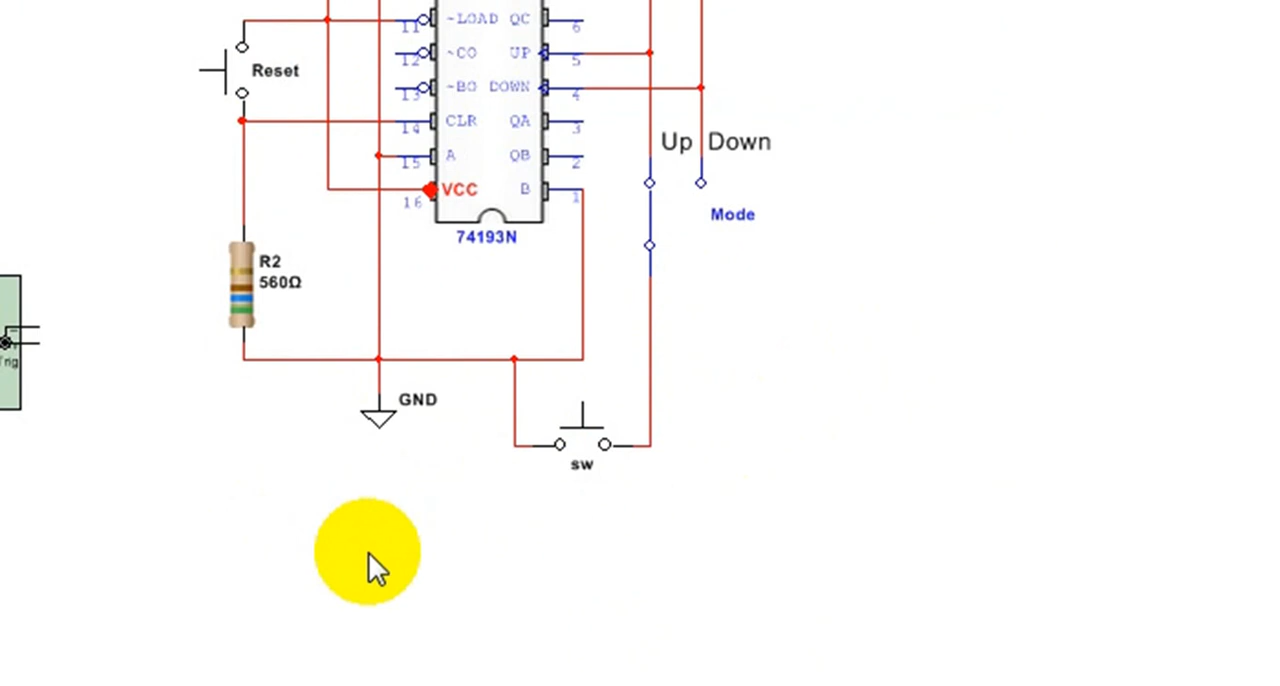 11 ~LOAD QC 6
12 ~CO UP 5
13 ~BO DOWN 4
14 CLR QA 3
15 A QB 2
16 VCC B 1
74193N
Reset
Up Down
Mode
R2
560Ω
GND
sw